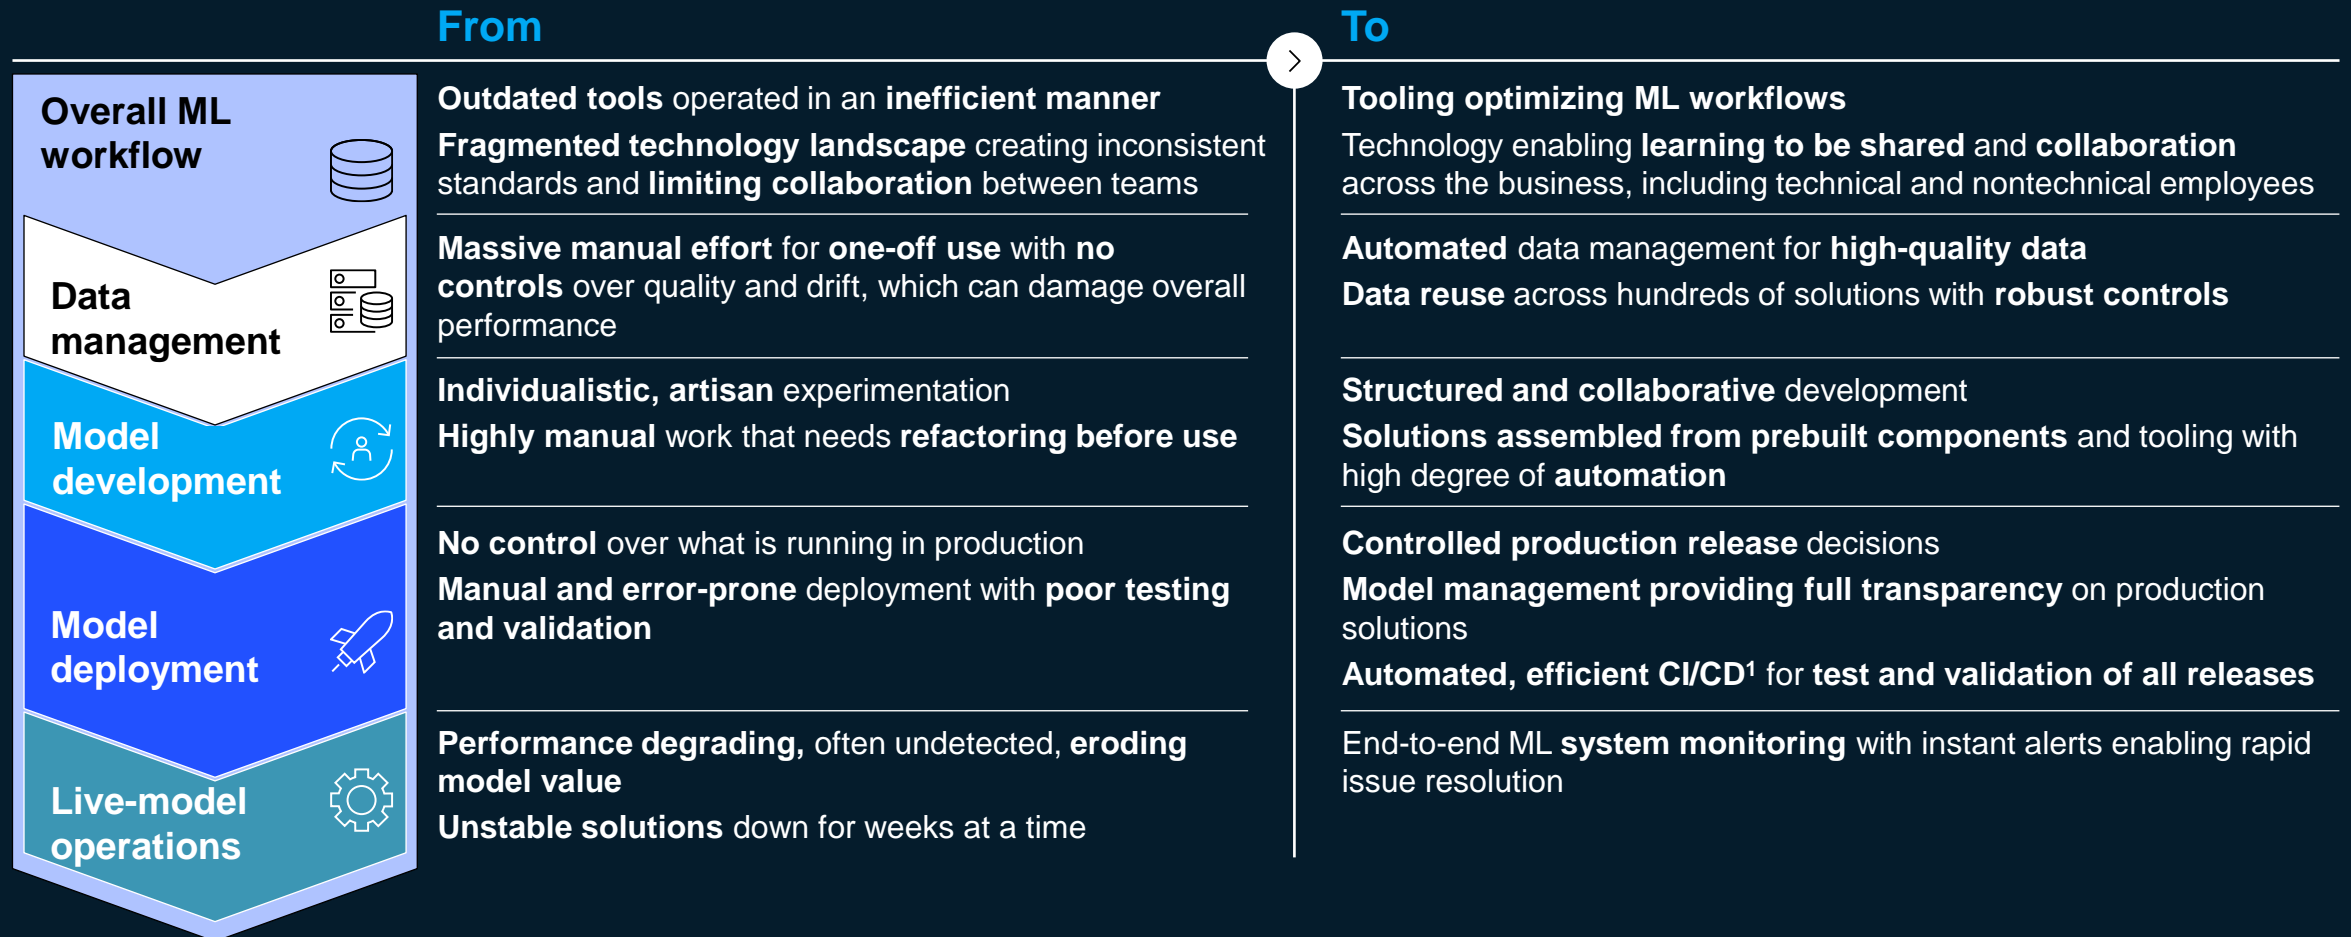 From
To
Overall ML
workflow
Outdated tools operated in an inefficient manner
Fragmented technology landscape creating inconsistent
standards and limiting collaboration between teams
Tooling optimizing ML workflows
Technology enabling learning to be shared and collaboration
across the business, including technical and nontechnical employees
Data
management
Massive manual effort for one-off use with no
controls over quality and drift, which can damage overall
performance
Automated data management for high-quality data
Data reuse across hundreds of solutions with robust controls
Model
development
Individualistic, artisan experimentation
Highly manual work that needs refactoring before use
Structured and collaborative development
Solutions assembled from prebuilt components and tooling with
high degree of automation
Model
deployment
No control over what is running in production
Manual and error-prone deployment with poor testing
and validation
Controlled production release decisions
Model management providing full transparency on production
solutions
Automated, efficient CI/CD¹ for test and validation of all releases
Live-model
operations
Performance degrading, often undetected, eroding
model value
Unstable solutions down for weeks at a time
End-to-end ML system monitoring with instant alerts enabling rapid
issue resolution